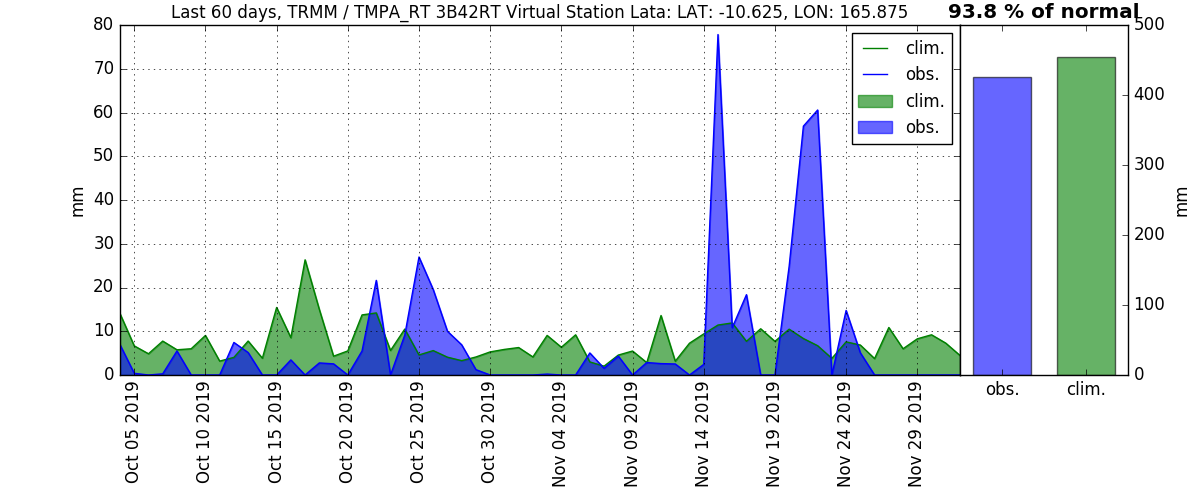 Last 60 days, TRMM / TMPA_RT 3B42RT Virtual Station Lata: LAT: -10.625, LON: 165.875
93.8 % of normal
mm
80
70
60
50
40
30
20
10
0
clim.
obs.
clim.
obs.
Oct 05 2019
Oct 10 2019
Oct 15 2019
Oct 20 2019
Oct 25 2019
Oct 30 2019
Nov 04 2019
Nov 09 2019
Nov 14 2019
Nov 19 2019
Nov 24 2019
Nov 29 2019
500
400
300
200
100
0
mm
obs.
clim.